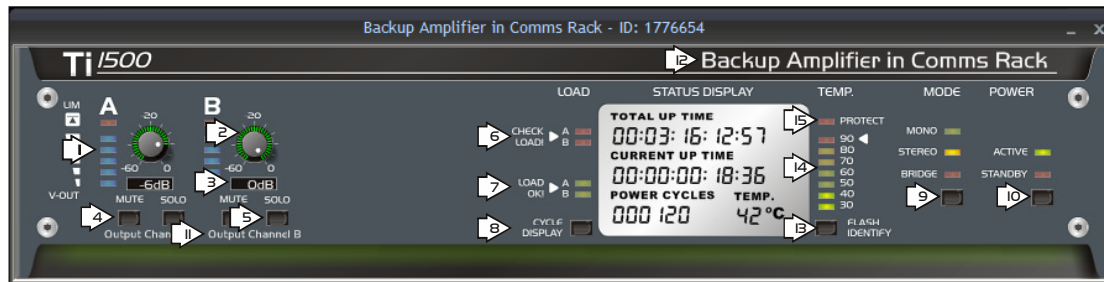 Backup Amplifier in Comms Rack - ID: 1776654
Ti 1500
12 Backup Amplifier in Comms Rack
LOAD STATUS DISPLAY TEMP. MODE POWER
LIM A B
-20 -20
2
-60 0 -60 0
1
-6dB 3 0dB
V-OUT
MUTE SOLO MUTE SOLO
4 5
Output Channel 11 Output Channel B
6 CHECK LOAD! A B
7 LOAD OK! A B
8 CYCLE DISPLAY
TOTAL UP TIME
00:03:16:12:57
CURRENT UP TIME
00:00:00:18:36
POWER CYCLES TEMP.
000120 42°C
15 PROTECT
90
80
14 70
60
50
40
30
13 FLASH IDENTIFY
MONO
STEREO
BRIDGE
9
ACTIVE
STANDBY
10